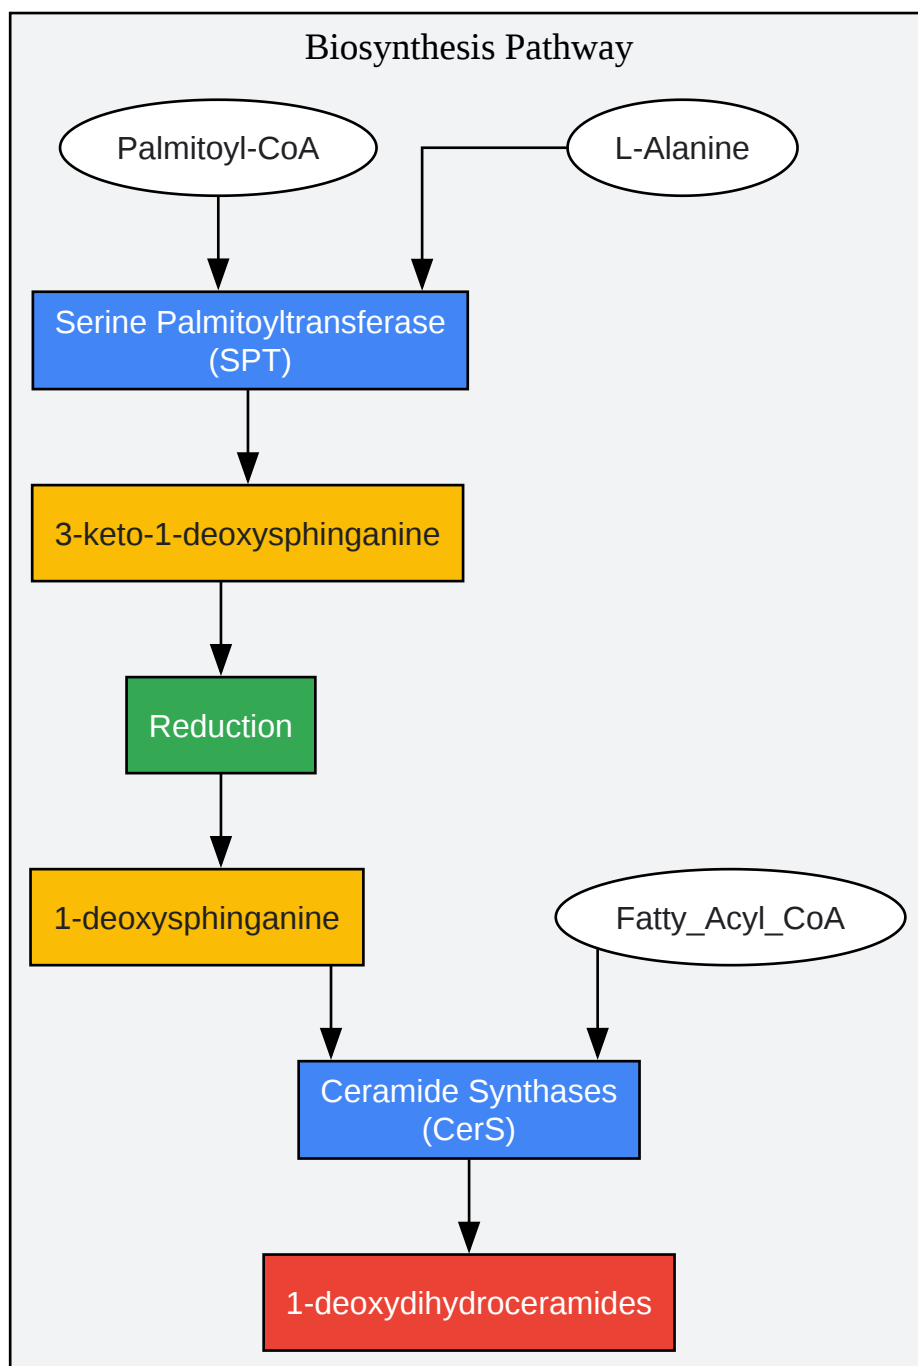 Biosynthesis Pathway
Palmitoyl-CoA
L-Alanine
Serine Palmitoyltransferase
(SPT)
3-keto-1-deoxysphinganine
Reduction
1-deoxysphinganine
Fatty_Acyl_CoA
Ceramide Synthases
(CerS)
1-deoxydihydroceramides